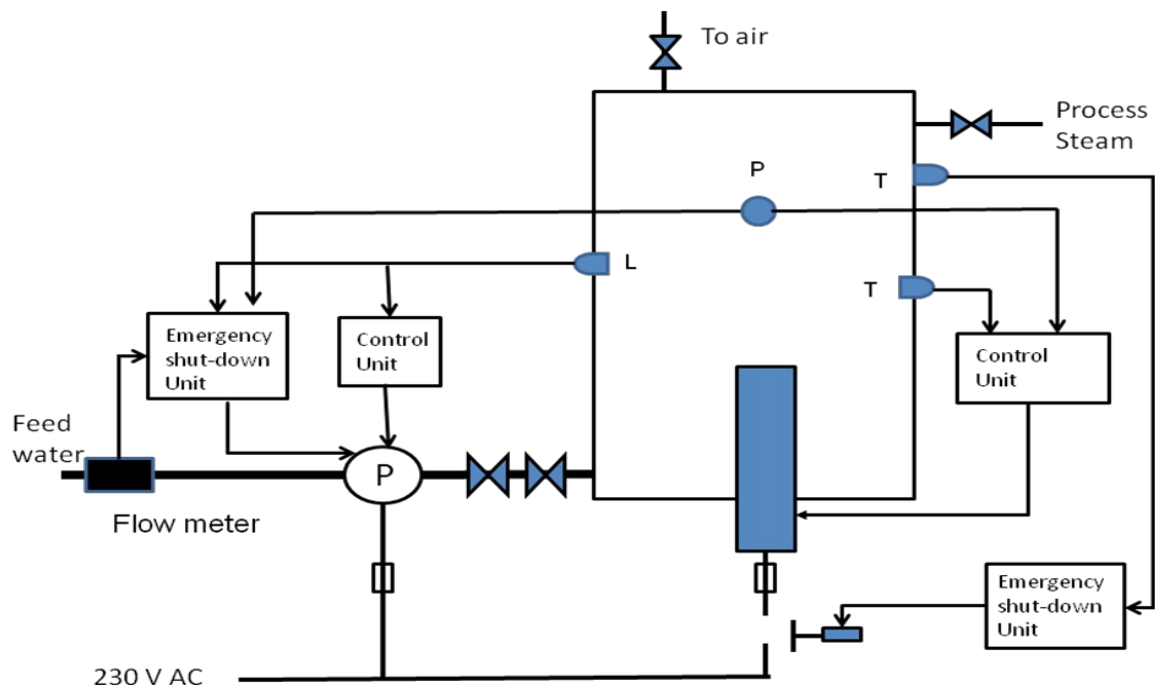 To air
Process
Steam
P
T
L
T
Emergency
shut-down
Unit
Control
Unit
Control
Unit
Feed
water
P
Flow meter
Emergency
shut-down
Unit
230 V AC